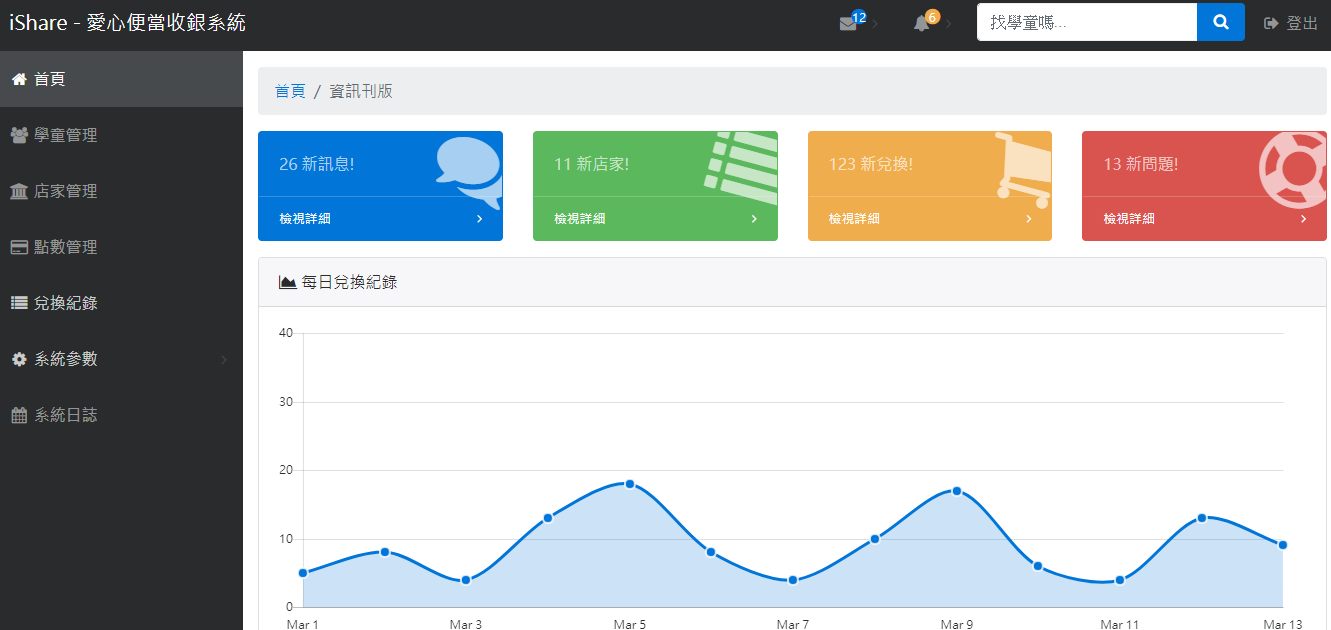 iShare - 愛心便當收銀系統
12
6
找學童嗎...
登出
首頁
學童管理
店家管理
點數管理
兌換紀錄
系統參數
系統日誌
首頁 / 資訊刊版
26 新訊息!
檢視詳細
11 新店家!
檢視詳細
123 新兌換!
檢視詳細
13 新問題!
檢視詳細
每日兌換紀錄
40
30
20
10
0
Mar 1
Mar 3
Mar 5
Mar 7
Mar 9
Mar 11
Mar 13